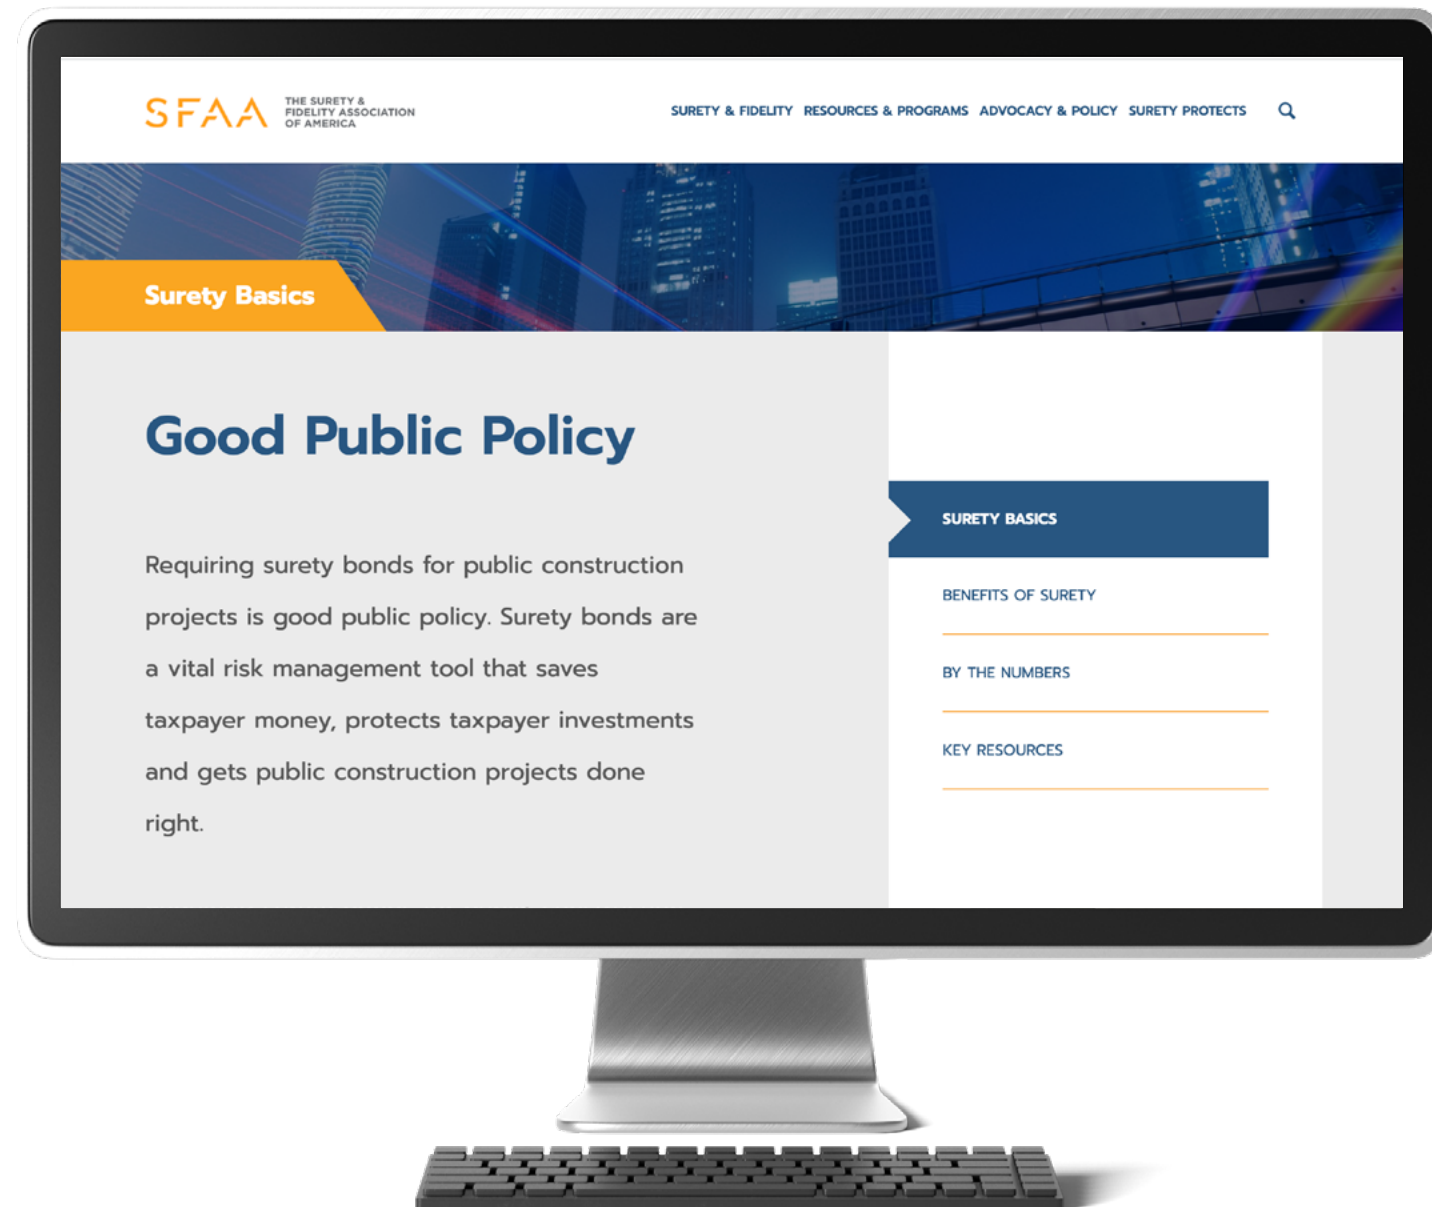 SFAA
THE SURETY &
FIDELITY ASSOCIATION
OF AMERICA
SURETY & FIDELITY RESOURCES & PROGRAMS ADVOCACY & POLICY SURETY PROTECTS
Surety Basics
Good Public Policy
Requiring surety bonds for public construction
projects is good public policy. Surety bonds are
a vital risk management tool that saves
taxpayer money, protects taxpayer investments
and gets public construction projects done
right.
SURETY BASICS
BENEFITS OF SURETY
BY THE NUMBERS
KEY RESOURCES